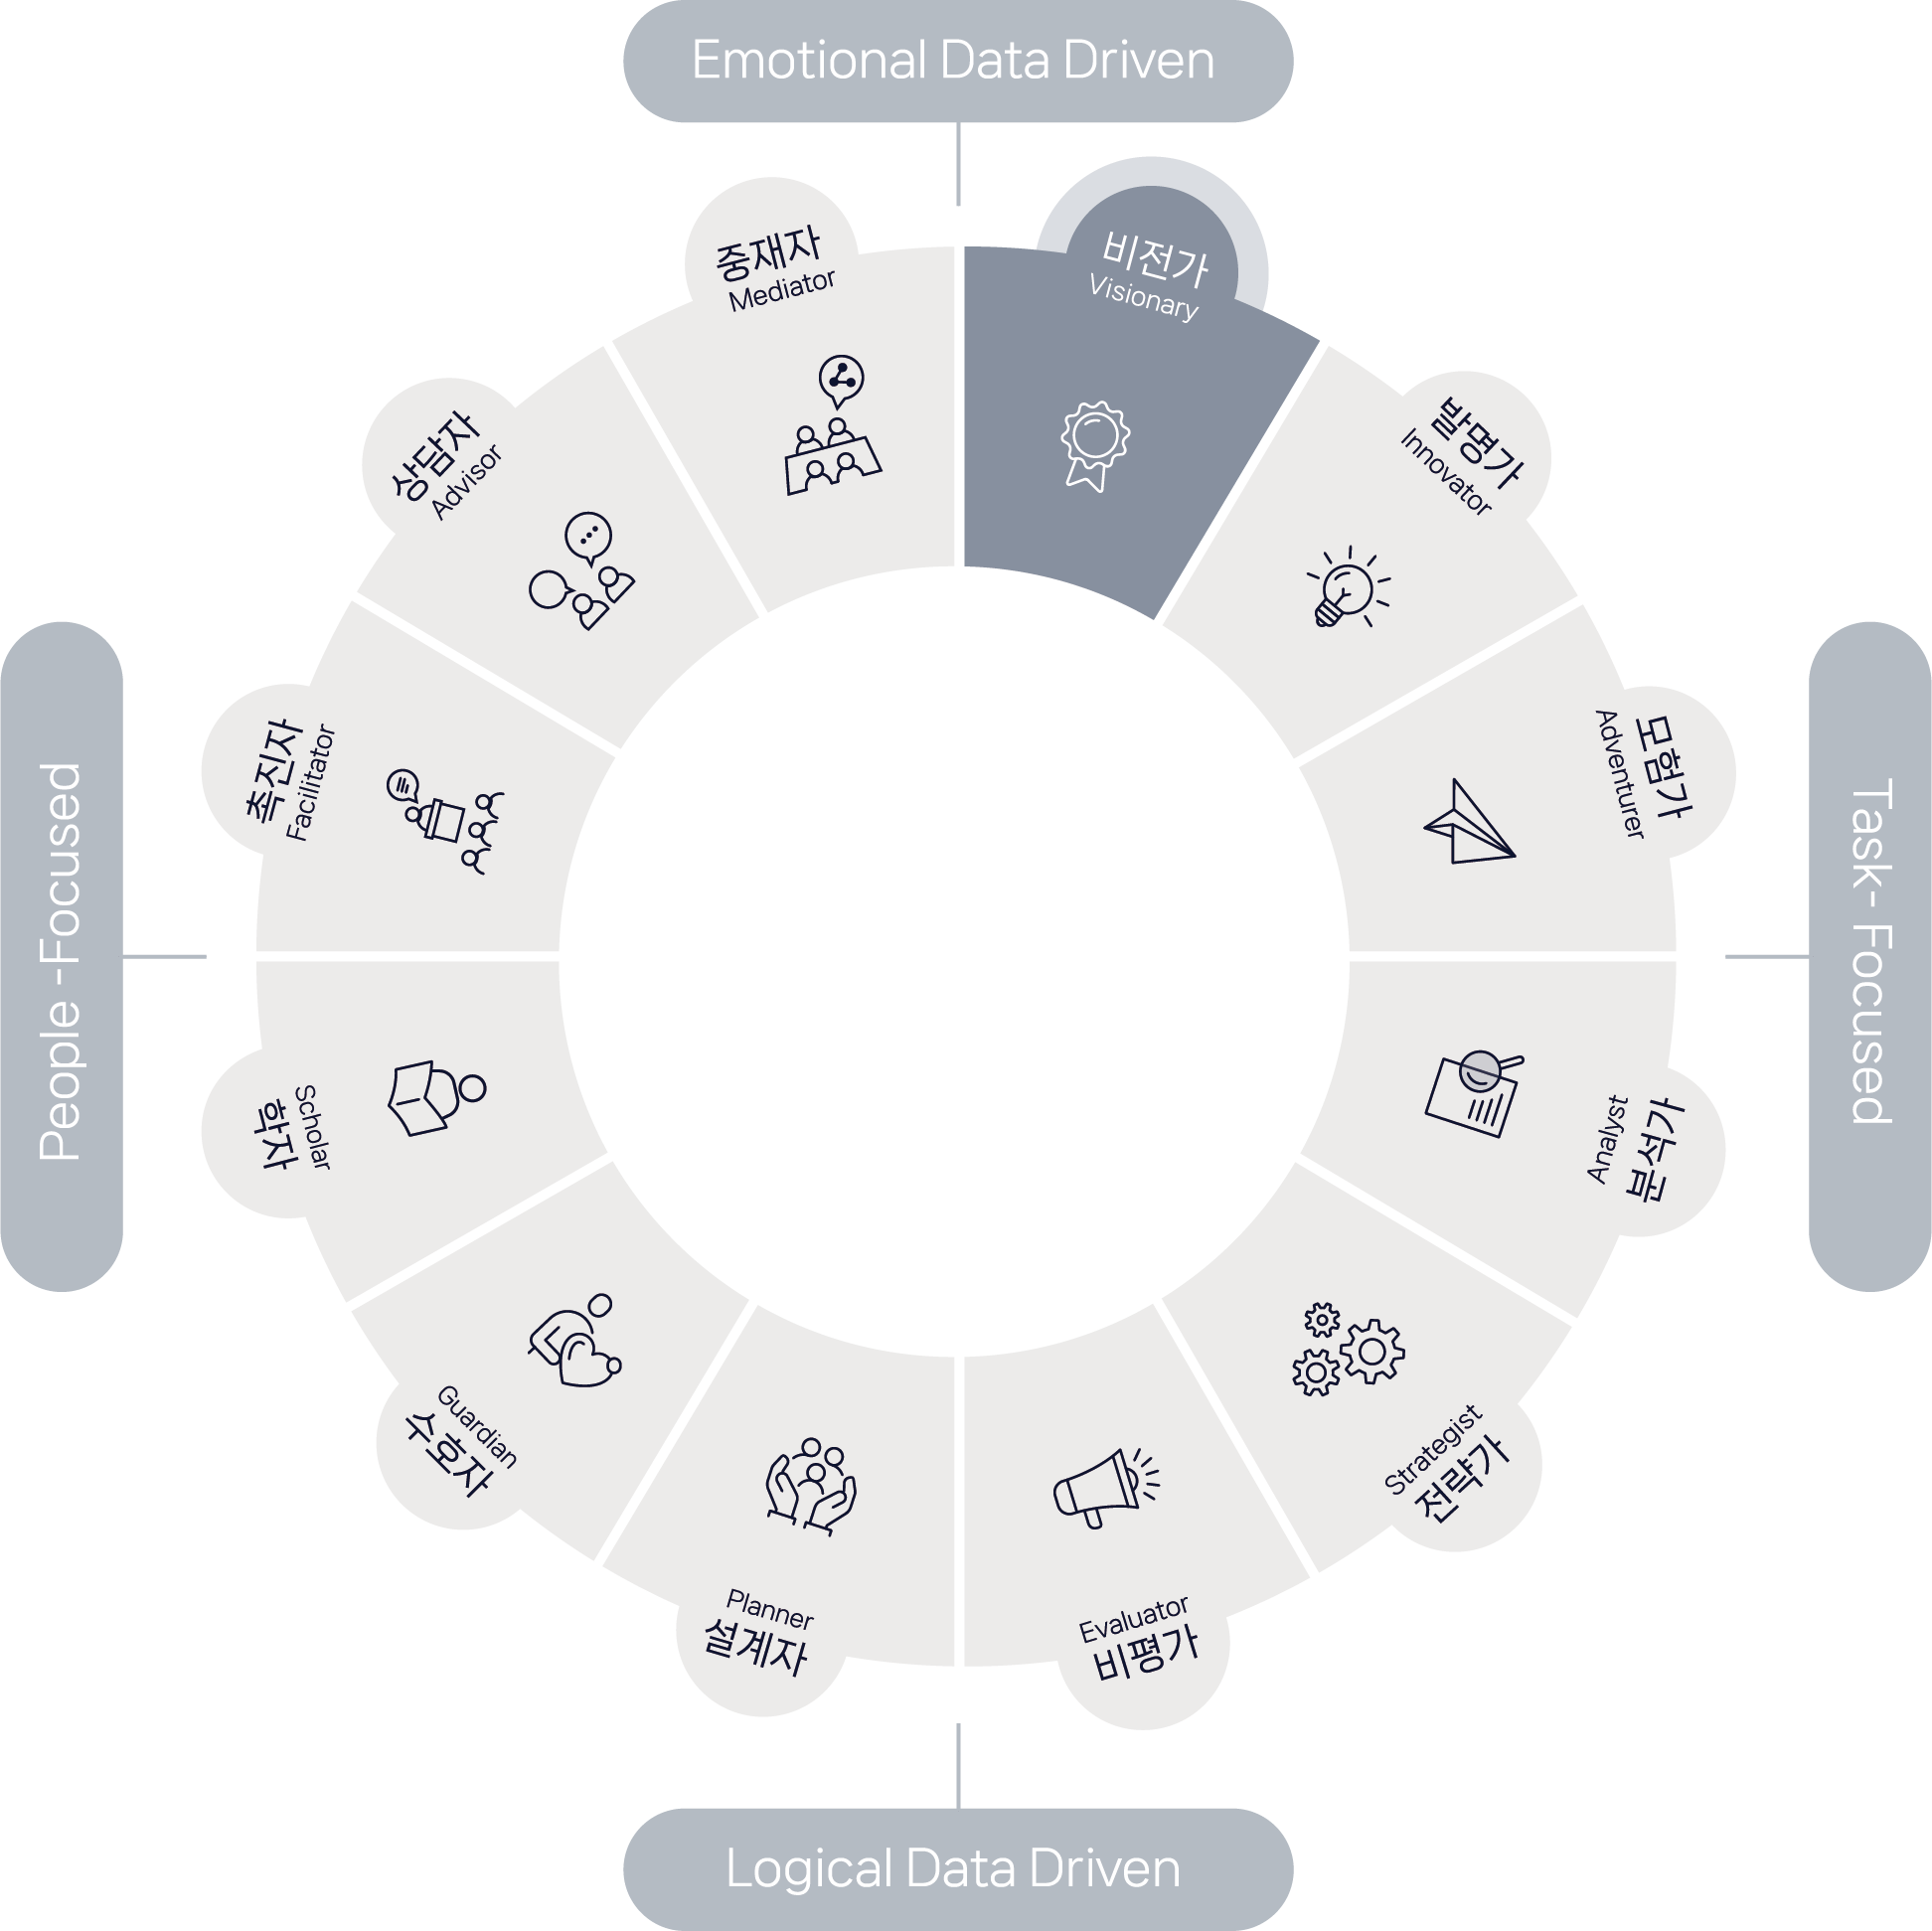 Emotional Data Driven
비전가
Visionary
발명가
Innovator
모험가
Adventurer
Task- Focused
Analyst
분석가
Strategist
전략가
Evaluator
비평가
Logical Data Driven
Planner
설계자
Guardian
수호자
Scholar
학자
People -Focused
촉진자
Facilitator
상담자
Advisor
중재자
Mediator